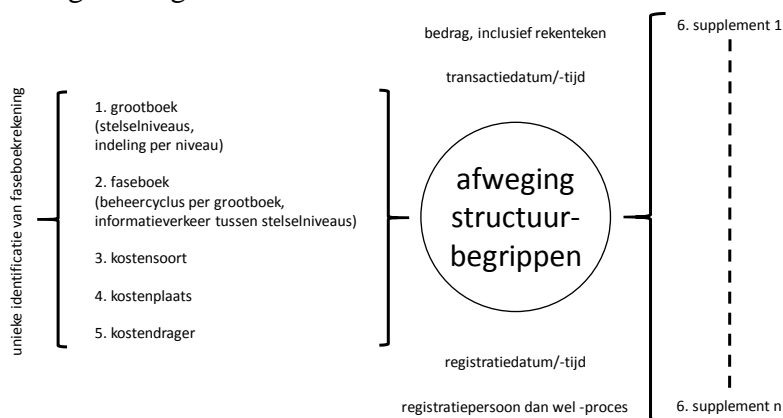 bedrag, inclusief rekenteken
6. supplement 1
transactiedatum/-tijd
unieke identificatie van faseboekrekening
1. grootboek
(stelselniveaus,
indeling per niveau)
2. faseboek
(beheercyclus per grootboek,
informatieverkeer tussen stelselniveaus)
3. kostensoort
4. kostenplaats
5. kostendrager
afweging
structuur-
begrippen
registratiedatum/-tijd
registratiepersoon dan wel -proces
6. supplement n